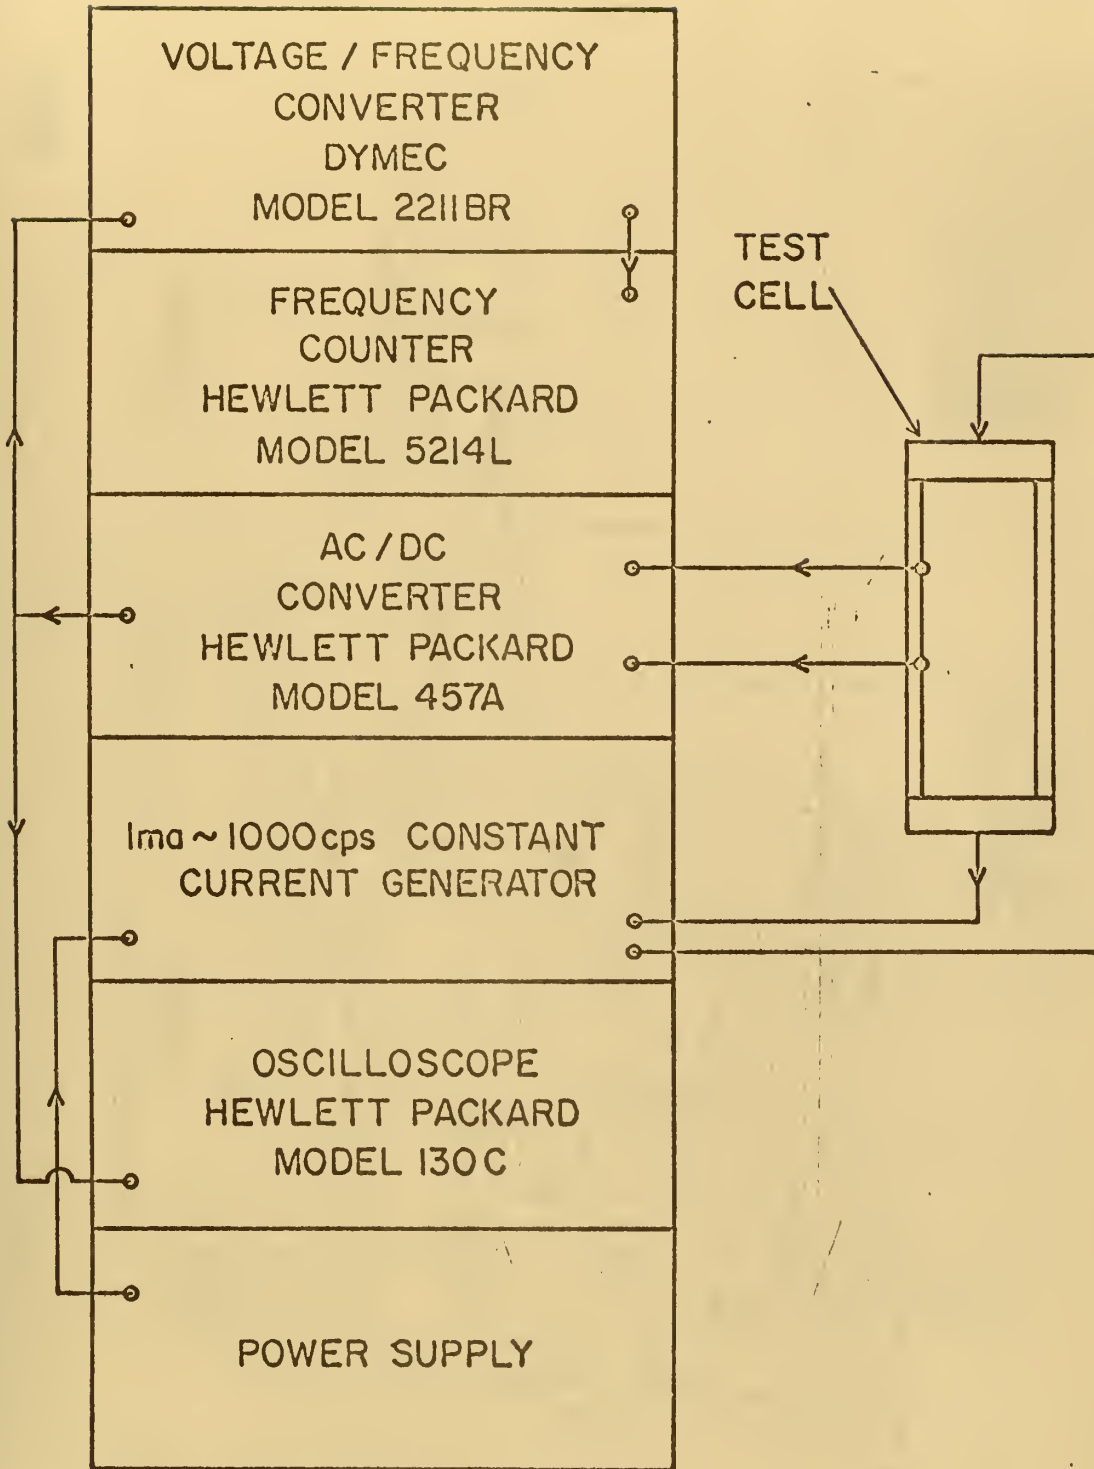 VOLTAGE / FREQUENCY
CONVERTER
DYMEC
MODEL 2211BR
FREQUENCY
COUNTER
HEWLETT PACKARD
MODEL 5214L
TEST
CELL
AC/DC
CONVERTER
HEWLETT PACKARD
MODEL 457A
1ma ~ 1000cps CONSTANT
CURRENT GENERATOR
OSCILLOSCOPE
HEWLETT PACKARD
MODEL 130C
POWER SUPPLY